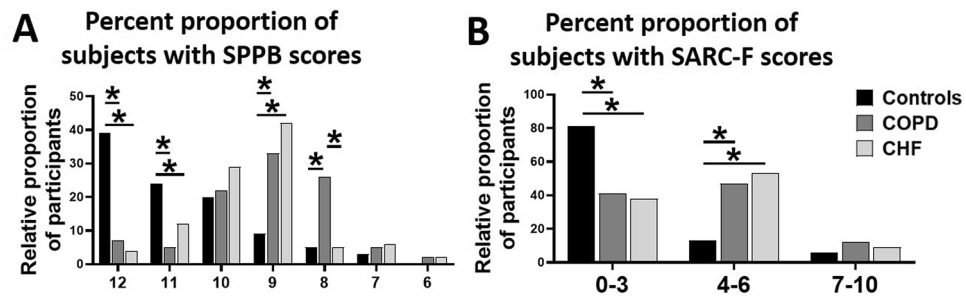 A
Percent proportion of
subjects with SPPB scores
Relative proportion
of participants
50
40
30
20
10
0
* * * * * * * *
12 11 10 9 8 7 6
B
Percent proportion of
subjects with SARC-F scores
Relative proportion
of participants
100
80
60
40
20
0
* * * *
0-3 4-6 7-10
Controls
COPD
CHF